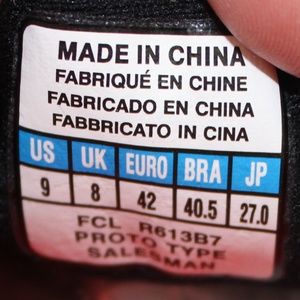 MADE IN CHINA
FABRIQUÉ EN CHINE
FABRICADO EN CHINA
FABBRICATO IN CINA
US UK EURO BRA JP
9 8 42 40.5 27.0
FCL R613B7
PROTO TYPE
SALESMAN